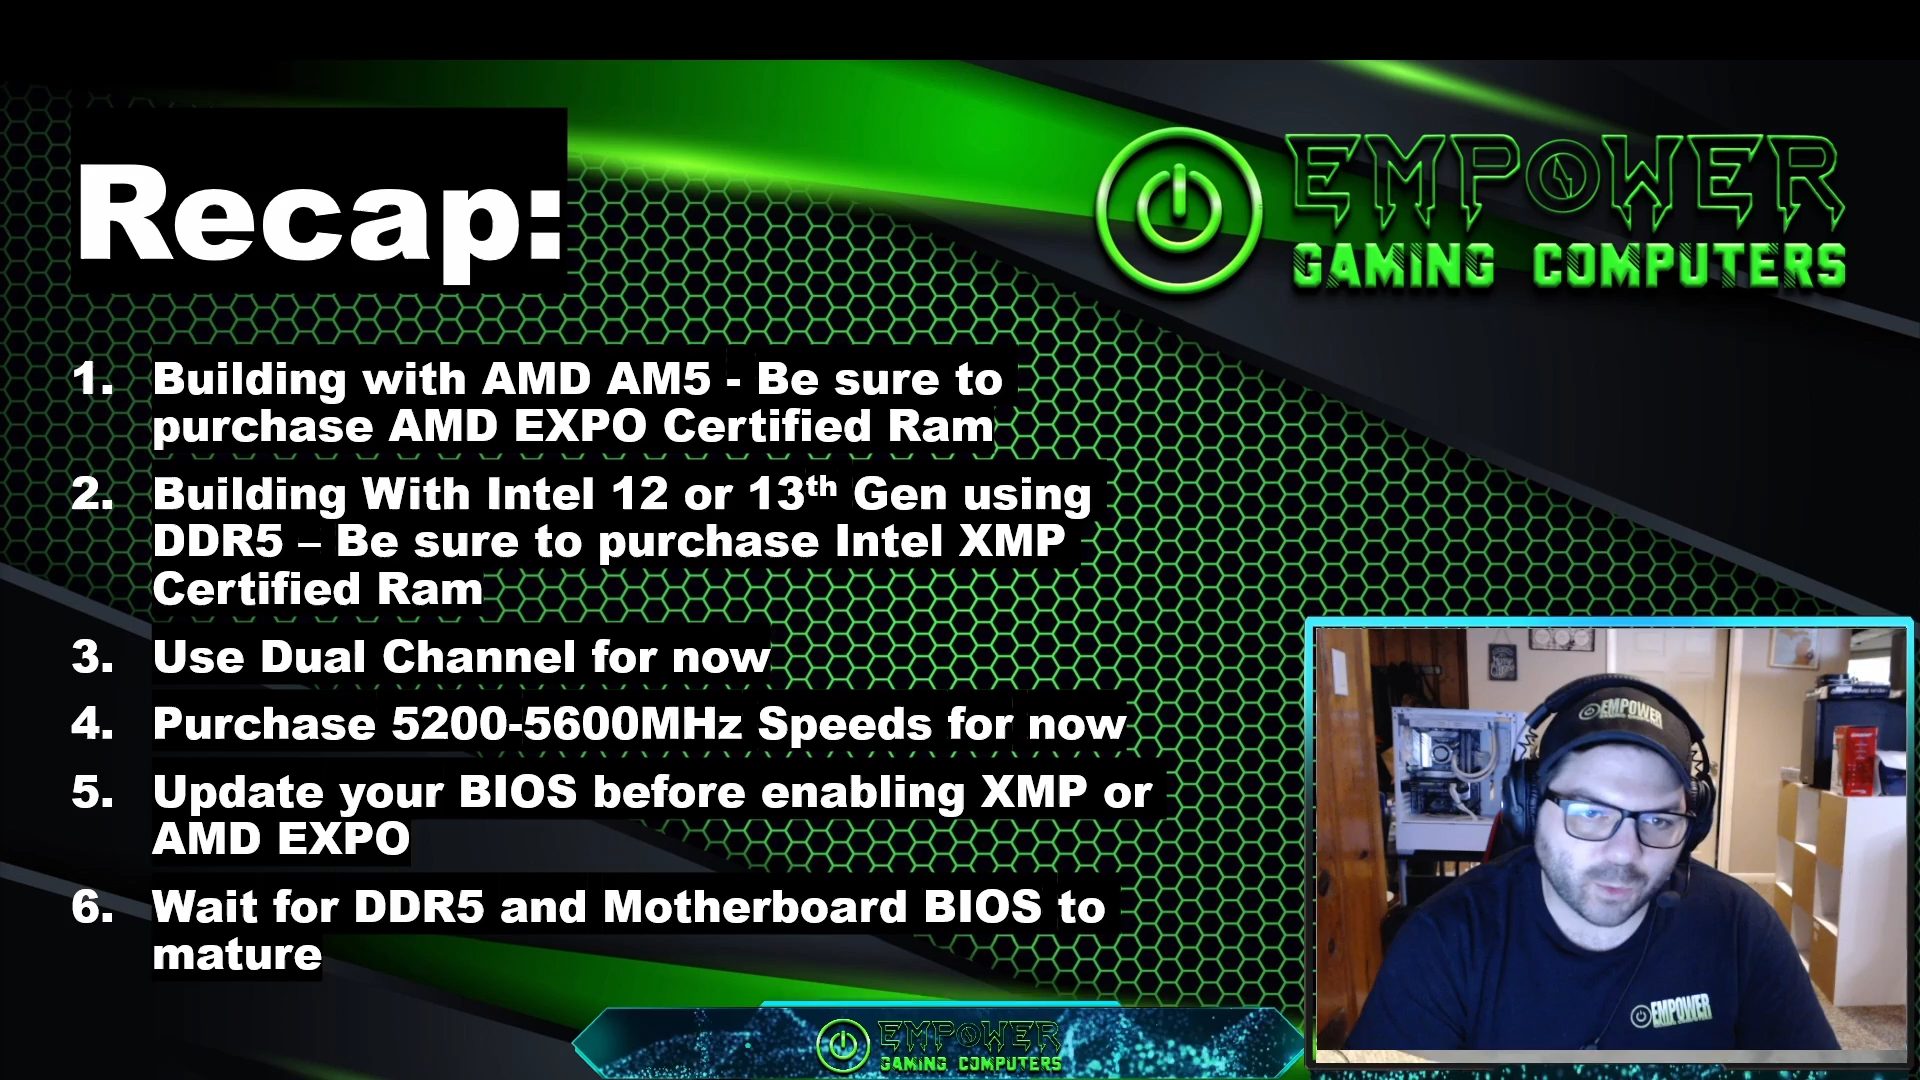 Recap:
EMPOWER
GAMING COMPUTERS
1. Building with AMD AM5 - Be sure to
purchase AMD EXPO Certified Ram
2. Building With Intel 12 or 13th Gen using
DDR5 – Be sure to purchase Intel XMP
Certified Ram
3. Use Dual Channel for now
4. Purchase 5200-5600MHz Speeds for now
5. Update your BIOS before enabling XMP or
AMD EXPO
6. Wait for DDR5 and Motherboard BIOS to
mature
EMPOWER
EMPOWER
EMPOWER
GAMING COMPUTERS